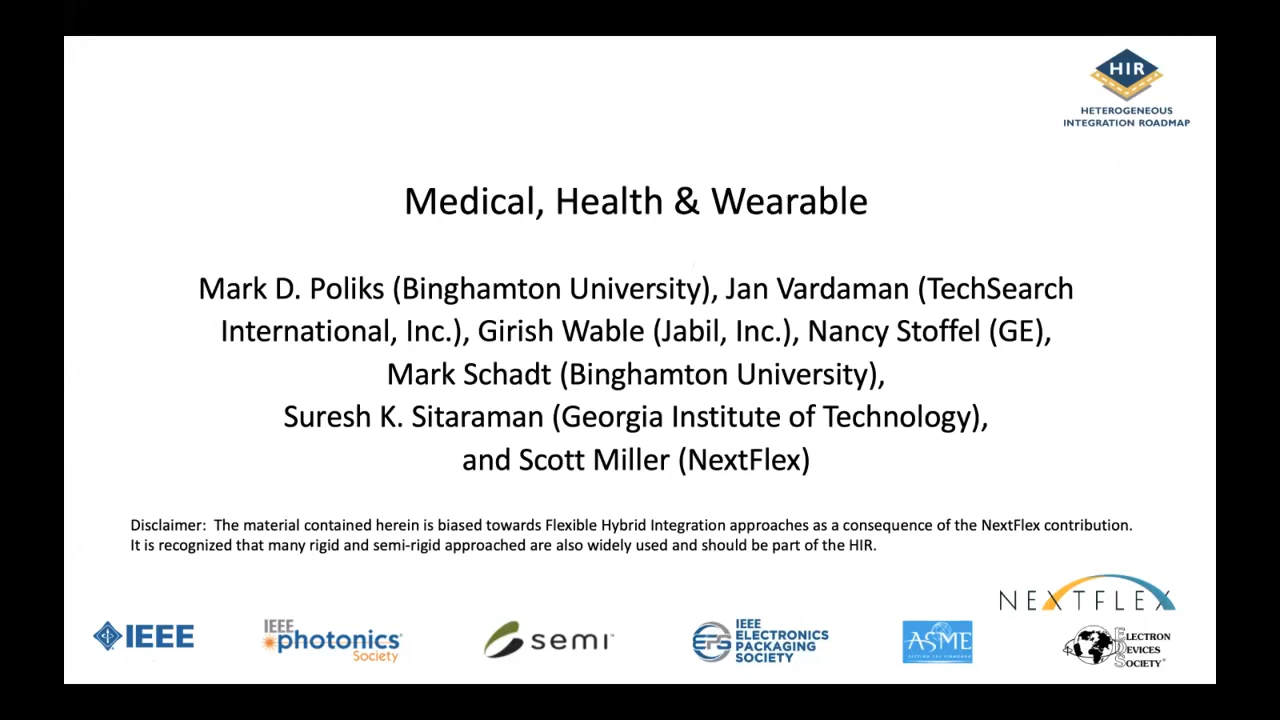 HIR
HETEROGENEOUS
INTEGRATION ROADMAP
Medical, Health & Wearable
Mark D. Poliks (Binghamton University), Jan Vardaman (TechSearch
International, Inc.), Girish Wable (Jabil, Inc.), Nancy Stoffel (GE),
Mark Schadt (Binghamton University),
Suresh K. Sitaraman (Georgia Institute of Technology),
and Scott Miller (NextFlex)
Disclaimer:  The material contained herein is biased towards Flexible Hybrid Integration approaches as a consequence of the NextFlex contribution.
It is recognized that many rigid and semi-rigid approached are also widely used and should be part of the HIR.
NEXTFLEX
IEEE
IEEE
photonics®
Society
semi™
EPS
IEEE
ELECTRONICS
PACKAGING
SOCIETY
ASME
ELECTRON
DEVICES
SOCIETY®